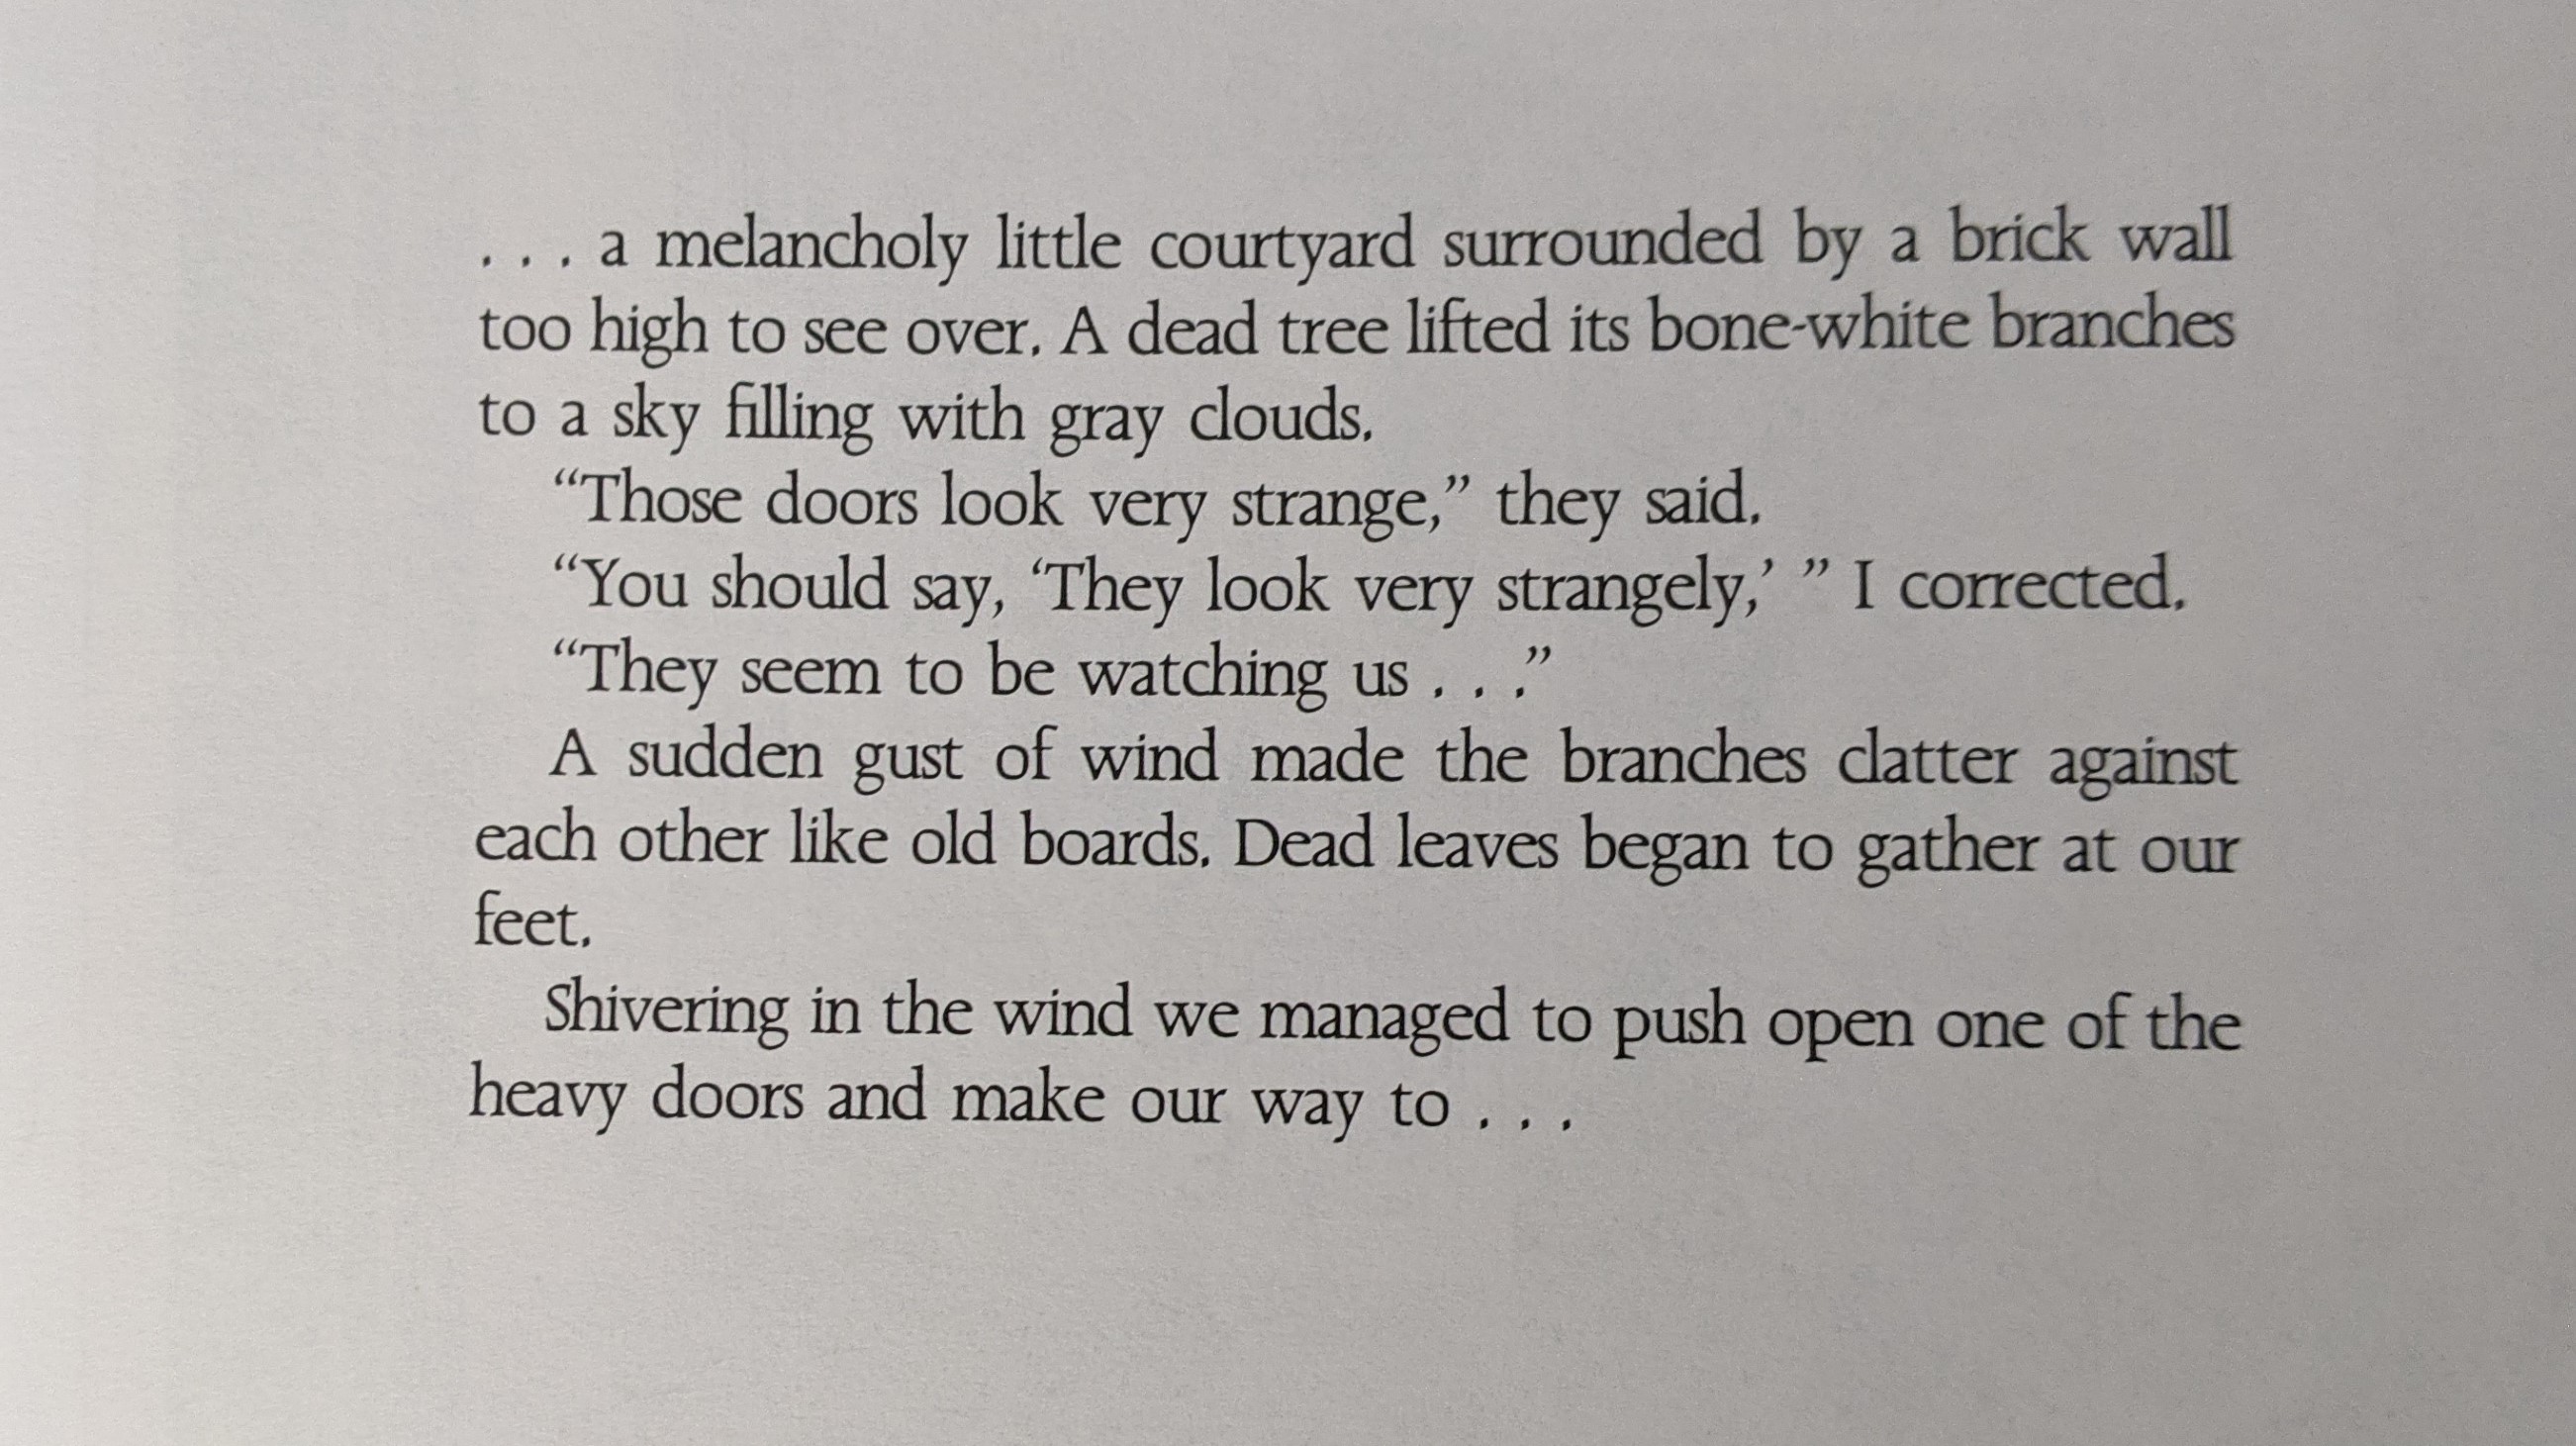 . . . a melancholy little courtyard surrounded by a brick wall
too high to see over. A dead tree lifted its bone-white branches
to a sky filling with gray clouds.
“Those doors look very strange,” they said.
“You should say, ‘They look very strangely,’ ” I corrected.
“They seem to be watching us . . .”
A sudden gust of wind made the branches clatter against
each other like old boards. Dead leaves began to gather at our
feet.
Shivering in the wind we managed to push open one of the
heavy doors and make our way to . . .